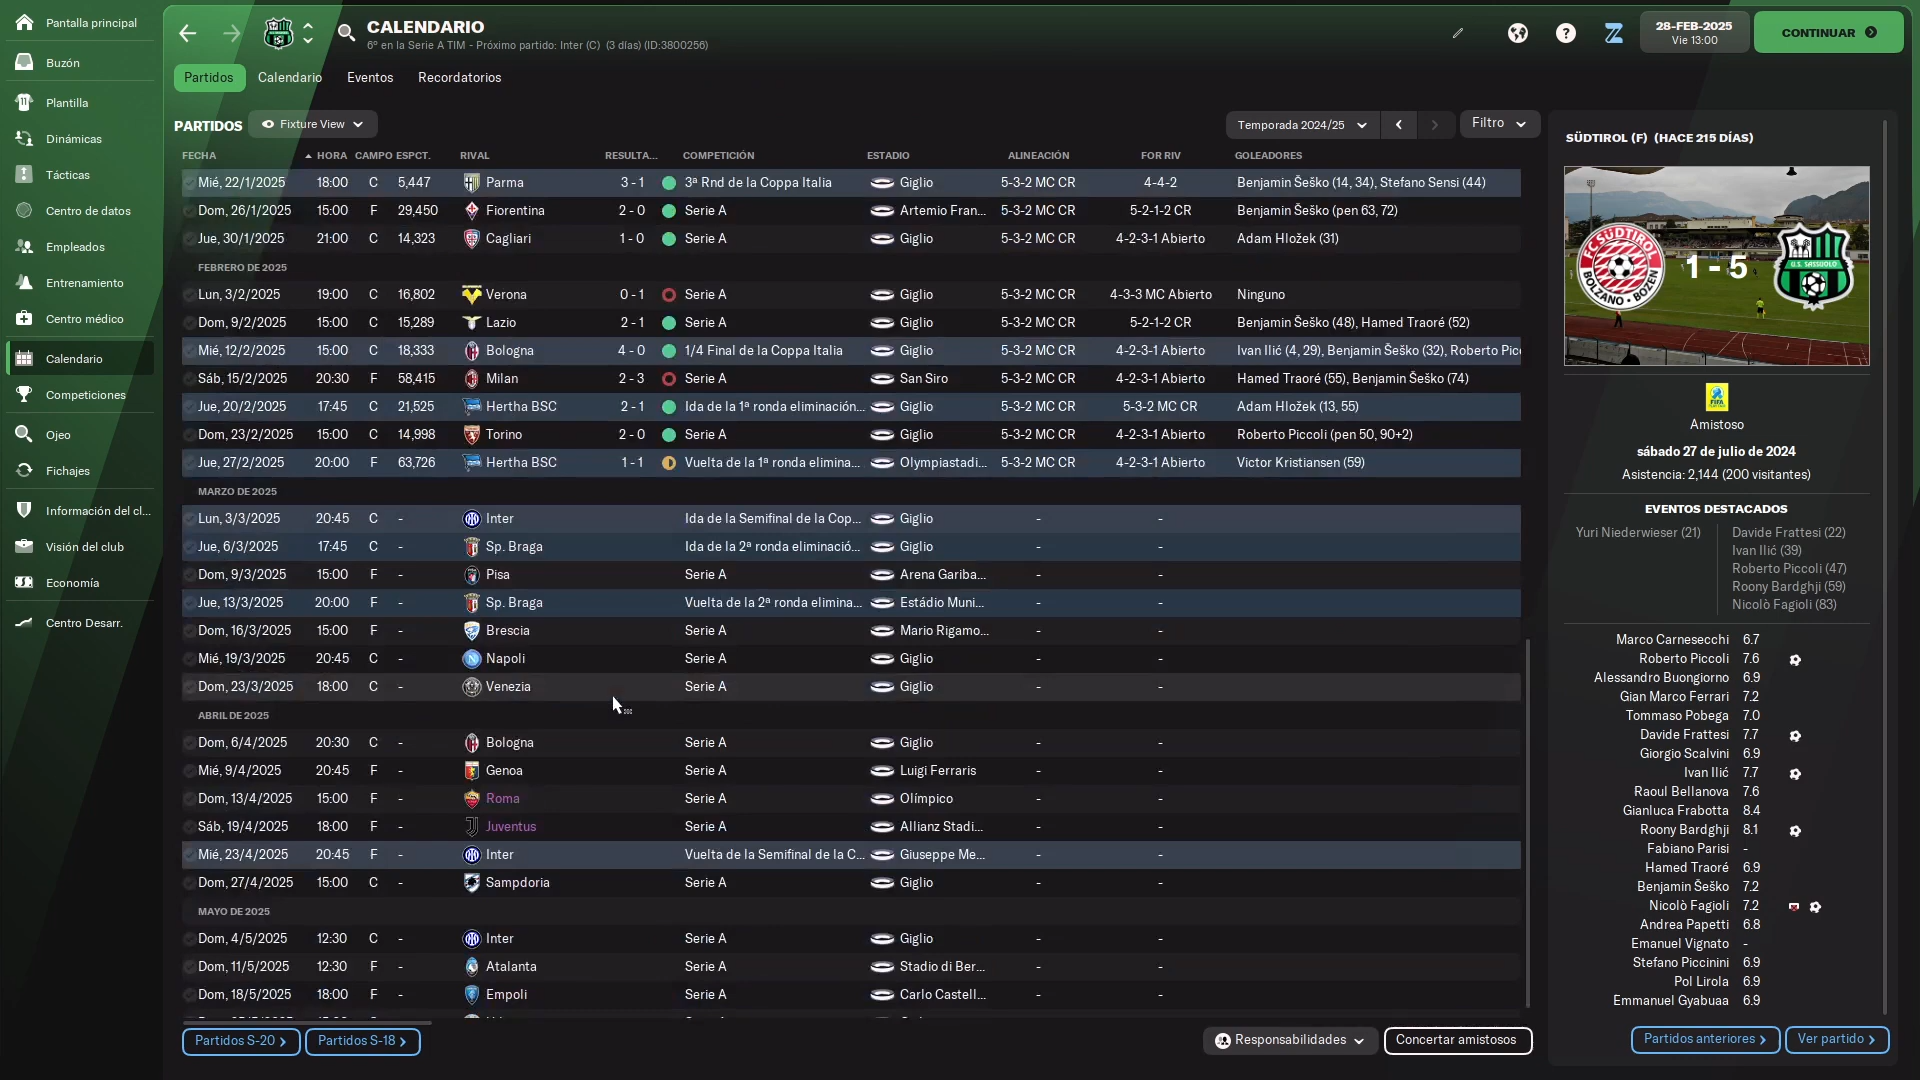 Pantalla principal
Buzón
Plantilla
Dinámicas
Tácticas
Centro de datos
Empleados
Entrenamiento
Centro médico
Calendario
Competiciones
Ojeo
Fichajes
Información del cl...
Visión del club
Economía
Centro Desarr.
CALENDARIO
6º en la Serie A TIM - Próximo partido: Inter (C) (3 días) (ID:3800256)
28-FEB-2025
Vie 13:00
CONTINUAR
Partidos Calendario Eventos Recordatorios
PARTIDOS Fixture View Temporada 2024/25 Filtro
FECHA HORA CAMPO ESPCT. RIVAL RESULTA... COMPETICIÓN ESTADIO ALINEACIÓN FOR RIV GOLEADORES
Mié, 22/1/2025 18:00 C 5,447 Parma 3 - 1 3ª Rnd de la Coppa Italia Giglio 5-3-2 MC CR 4-4-2 Benjamin Šeško (14, 34), Stefano Sensi (44)
Dom, 26/1/2025 15:00 F 29,450 Fiorentina 2 - 0 Serie A Artemio Fran... 5-3-2 MC CR 5-2-1-2 CR Benjamin Šeško (pen 63, 72)
Jue, 30/1/2025 21:00 C 14,323 Cagliari 1 - 0 Serie A Giglio 5-3-2 MC CR 4-2-3-1 Abierto Adam Hložek (31)
FEBRERO DE 2025
Lun, 3/2/2025 19:00 C 16,802 Verona 0 - 1 Serie A Giglio 5-3-2 MC CR 4-3-3 MC Abierto Ninguno
Dom, 9/2/2025 15:00 C 15,289 Lazio 2 - 1 Serie A Giglio 5-3-2 MC CR 5-2-1-2 CR Benjamin Šeško (48), Hamed Traoré (52)
Mié, 12/2/2025 15:00 C 18,333 Bologna 4 - 0 1/4 Final de la Coppa Italia Giglio 5-3-2 MC CR 4-2-3-1 Abierto Ivan Ilić (4, 29), Benjamin Šeško (32), Roberto Picc
Sáb, 15/2/2025 20:30 F 58,415 Milan 2 - 3 Serie A San Siro 5-3-2 MC CR 4-2-3-1 Abierto Hamed Traoré (55), Benjamin Šeško (74)
Jue, 20/2/2025 17:45 C 21,525 Hertha BSC 2 - 1 Ida de la 1ª ronda eliminación... Giglio 5-3-2 MC CR 5-3-2 MC CR Adam Hložek (13, 55)
Dom, 23/2/2025 15:00 C 14,998 Torino 2 - 0 Serie A Giglio 5-3-2 MC CR 4-2-3-1 Abierto Roberto Piccoli (pen 50, 90+2)
Jue, 27/2/2025 20:00 F 63,726 Hertha BSC 1 - 1 Vuelta de la 1ª ronda elimina... Olympiastadi... 5-3-2 MC CR 4-2-3-1 Abierto Victor Kristiansen (59)
MARZO DE 2025
Lun, 3/3/2025 20:45 C - Inter Ida de la Semifinal de la Cop... Giglio - -
Jue, 6/3/2025 17:45 C - Sp. Braga Ida de la 2ª ronda eliminació... Giglio - -
Dom, 9/3/2025 15:00 F - Pisa Serie A Arena Gariba... - -
Jue, 13/3/2025 20:00 F - Sp. Braga Vuelta de la 2ª ronda elimina... Estádio Muni... - -
Dom, 16/3/2025 15:00 F - Brescia Serie A Mario Rigamo... - -
Mié, 19/3/2025 20:45 C - Napoli Serie A Giglio - -
Dom, 23/3/2025 18:00 C - Venezia Serie A Giglio - -
ABRIL DE 2025
Dom, 6/4/2025 20:30 C - Bologna Serie A Giglio - -
Mié, 9/4/2025 20:45 F - Genoa Serie A Luigi Ferraris - -
Dom, 13/4/2025 15:00 F - Roma Serie A Olímpico - -
Sáb, 19/4/2025 18:00 F - Juventus Serie A Allianz Stadi... - -
Mié, 23/4/2025 20:45 F - Inter Vuelta de la Semifinal de la C... Giuseppe Me... - -
Dom, 27/4/2025 15:00 C - Sampdoria Serie A Giglio - -
MAYO DE 2025
Dom, 4/5/2025 12:30 C - Inter Serie A Giglio - -
Dom, 11/5/2025 12:30 F - Atalanta Serie A Stadio di Ber... - -
Dom, 18/5/2025 18:00 F - Empoli Serie A Carlo Castell... - -
Partidos S-20 Partidos S-18 Responsabilidades Concertar amistosos
SÜDTIROL (F) (HACE 215 DÍAS)
FC SÜDTIROL
BOLZANO · BOZEN
1 - 5
U.S. SASSUOLO
FIFA
Amistoso
sábado 27 de julio de 2024
Asistencia: 2,144 (200 visitantes)
EVENTOS DESTACADOS
Yuri Niederwieser (21) Davide Frattesi (22)
Ivan Ilić (39)
Roberto Piccoli (47)
Roony Bardghji (59)
Nicolò Fagioli (83)
Marco Carnesecchi 6.7
Roberto Piccoli 7.6
Alessandro Buongiorno 6.9
Gian Marco Ferrari 7.2
Tommaso Pobega 7.0
Davide Frattesi 7.7
Giorgio Scalvini 6.9
Ivan Ilić 7.7
Raoul Bellanova 7.6
Gianluca Frabotta 8.4
Roony Bardghji 8.1
Fabiano Parisi -
Hamed Traoré 6.9
Benjamin Šeško 7.2
Nicolò Fagioli 7.2
Andrea Papetti 6.8
Emanuel Vignato -
Stefano Piccinini 6.9
Pol Lirola 6.9
Emmanuel Gyabuaa 6.9
Partidos anteriores Ver partido